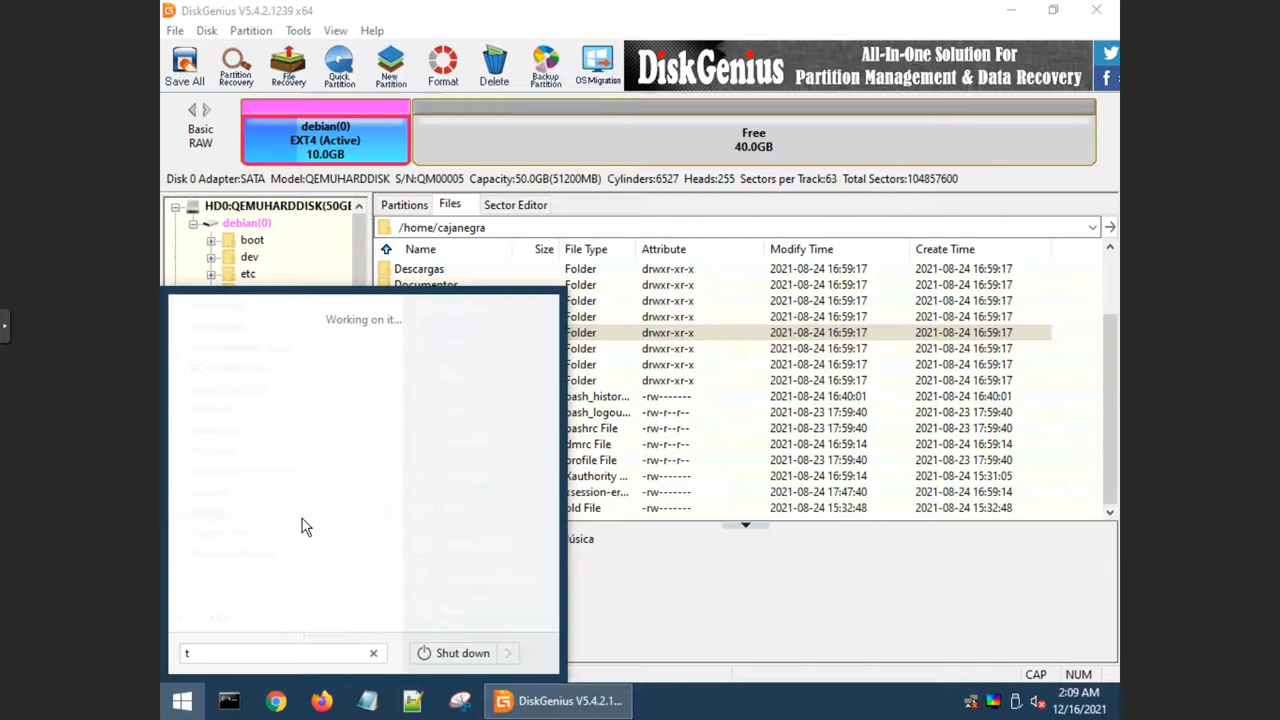 DiskGenius V5.4.2.1239 x64
File Disk Partition Tools View Help
Save All
Partition Recovery
File Recovery
Quick Partition
New Partition
Format
Delete
Backup Partition
OS Migration
DiskGenius
All-In-One Solution For
Partition Management & Data Recovery
Basic
RAW
debian(0)
EXT4 (Active)
10.0GB
Free
40.0GB
Disk 0 Adapter:SATA Model:QEMUHARDDISK S/N:QM00005 Capacity:50.0GB(51200MB) Cylinders:6527 Heads:255 Sectors per Track:63 Total Sectors:104857600
HD0:QEMUHARDDISK(50GE
debian(0)
boot
dev
etc
Partitions Files Sector Editor
/home/cajanegra
Name Size File Type Attribute Modify Time Create Time
Descargas Folder drwxr-xr-x 2021-08-24 16:59:17 2021-08-24 16:59:17
Documentos Folder drwxr-xr-x 2021-08-24 16:59:17 2021-08-24 16:59:17
Folder drwxr-xr-x 2021-08-24 16:59:17 2021-08-24 16:59:17
Folder drwxr-xr-x 2021-08-24 16:59:17 2021-08-24 16:59:17
Folder drwxr-xr-x 2021-08-24 16:59:17 2021-08-24 16:59:17
Folder drwxr-xr-x 2021-08-24 16:59:17 2021-08-24 16:59:17
Folder drwxr-xr-x 2021-08-24 16:59:17 2021-08-24 16:59:17
Folder drwxr-xr-x 2021-08-24 16:59:17 2021-08-24 16:59:17
bash_histor... -rw------- 2021-08-24 16:40:01 2021-08-24 16:40:01
bash_logou... -rw-r--r-- 2021-08-23 17:59:40 2021-08-23 17:59:40
bashrc File -rw-r--r-- 2021-08-23 17:59:40 2021-08-23 17:59:40
dmrc File -rw-r--r-- 2021-08-24 16:59:14 2021-08-24 16:59:14
profile File -rw-r--r-- 2021-08-23 17:59:40 2021-08-23 17:59:40
Xauthority ... -rw------- 2021-08-24 16:59:14 2021-08-24 15:31:05
xsession-er... -rw------- 2021-08-23 17:47:40 2021-08-24 16:59:14
old File -rw------- 2021-08-24 15:32:48 2021-08-24 15:32:48
úsica
Working on it...
t
Shut down
CAP NUM
DiskGenius V5.4.2.1...
2:09 AM
12/16/2021